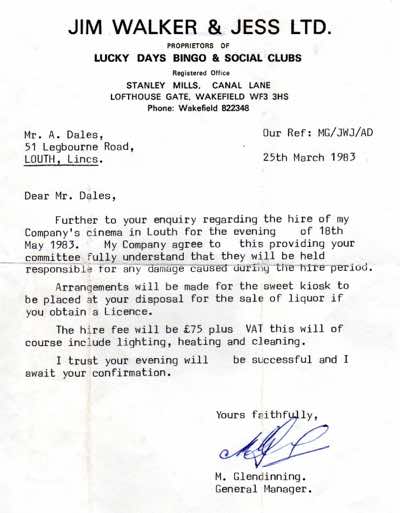 JIM WALKER & JESS LTD.
PROPRIETORS OF
LUCKY DAYS BINGO & SOCIAL CLUBS
Registered Office
STANLEY MILLS, CANAL LANE
LOFTHOUSE GATE, WAKEFIELD WF3 3HS
Phone: Wakefield 822348
Mr. A. Dales,
51 Legbourne Road,
LOUTH, Lincs.
Our Ref: MG/JWJ/AD
25th March 1983
Dear Mr. Dales,
Further to your enquiry regarding the hire of my
Company's cinema in Louth for the evening of 18th
May 1983. My Company agree to this providing your
committee fully understand that they will be held
responsible for any damage caused during the hire period.
Arrangements will be made for the sweet kiosk to
be placed at your disposal for the sale of liquor if
you obtain a Licence.
The hire fee will be £75 plus VAT this will of
course include lighting, heating and cleaning.
I trust your evening will be successful and I
await your confirmation.
Yours faithfully,
M. Glendinning.
General Manager.